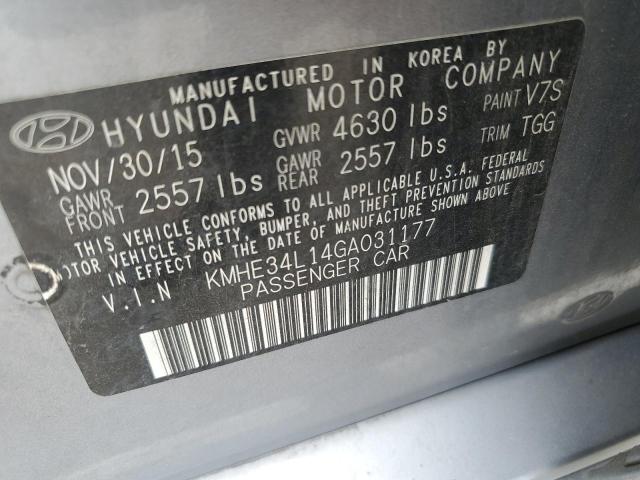 MANUFACTURED IN KOREA BY
HYUNDAI MOTOR COMPANY
NOV/30/15 GVWR 4630 lbs PAINT V7S
GAWR FRONT 2557 lbs GAWR REAR 2557 lbs TRIM TGG
THIS VEHICLE CONFORMS TO ALL APPLICABLE U.S.A. FEDERAL
OTOR VEHICLE SAFETY, BUMPER, AND THEFT PREVENTION STANDARDS
IN EFFECT ON THE DATE OF MANUFACTURE SHOWN ABOVE
V.I.N KMHE34L14GA031177
PASSENGER CAR